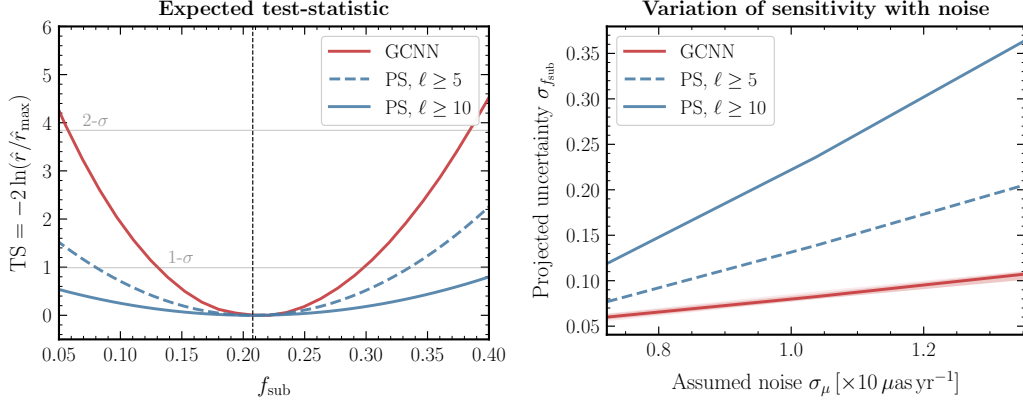 Expected test-statistic
TS = −2 ln(r̂/r̂max)
6
5
4
3
2
1
0
2-σ
1-σ
GCNN
PS, ℓ ≥ 5
PS, ℓ ≥ 10
0.05 0.10 0.15 0.20 0.25 0.30 0.35 0.40
fsub
Variation of sensitivity with noise
Projected uncertainty σfsub
0.35
0.30
0.25
0.20
0.15
0.10
0.05
GCNN
PS, ℓ ≥ 5
PS, ℓ ≥ 10
0.8 1.0 1.2
Assumed noise σμ [×10 μas yr−1]